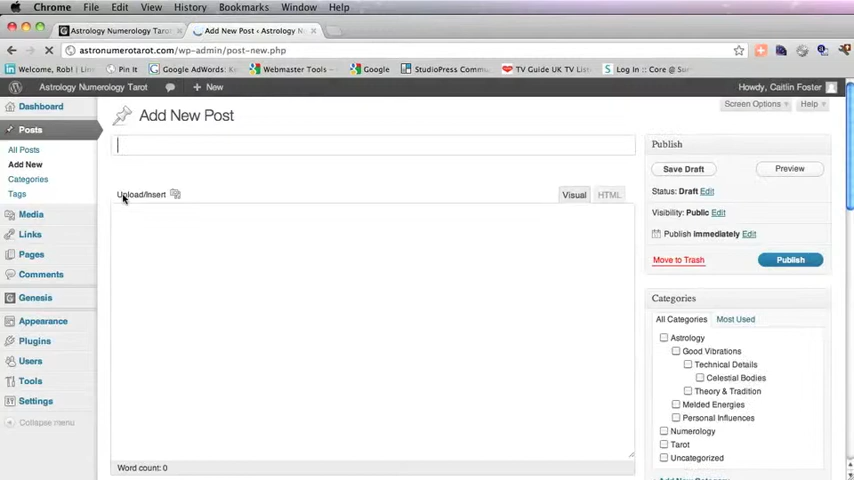 Chrome File Edit View History Bookmarks Window Help
Astrology Numerology Tarot
Add New Post ‹ Astrology N
astronumerotarot.com/wp-admin/post-new.php
Welcome, Rob! Lin Pin It Google AdWords: K Webmaster Tools – Google StudioPress Commu TV Guide UK TV List Log In :: Core @ Su
Astrology Numerology Tarot + New Howdy, Caitlin Foster
Dashboard
Posts
All Posts
Add New
Categories
Tags
Media
Links
Pages
Comments
Genesis
Appearance
Plugins
Users
Tools
Settings
Collapse menu
Screen Options Help
Add New Post
Upload/Insert
Visual HTML
Word count: 0
Publish
Save Draft Preview
Status: Draft Edit
Visibility: Public Edit
Publish immediately Edit
Move to Trash Publish
Categories
All Categories Most Used
Astrology
Good Vibrations
Technical Details
Celestial Bodies
Theory & Tradition
Melded Energies
Personal Influences
Numerology
Tarot
Uncategorized
+ Add New Category